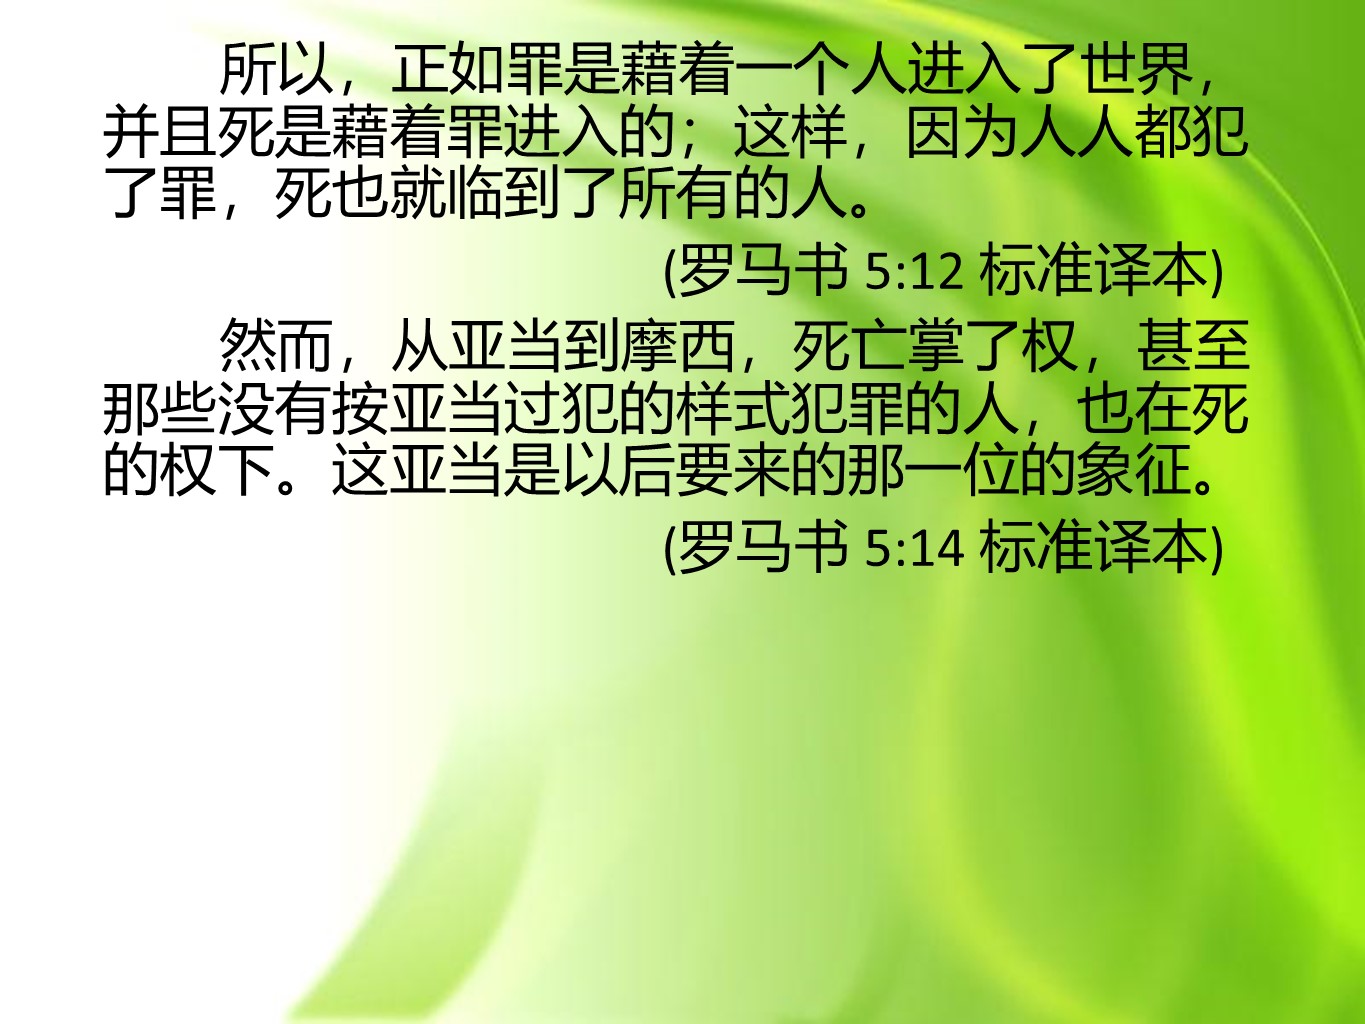 所以，正如罪是藉着一个人进入了世界，
并且死是藉着罪进入的；这样，因为人人都犯
了罪，死也就临到了所有的人。
(罗马书 5:12 标准译本)
然而，从亚当到摩西，死亡掌了权，甚至
那些没有按亚当过犯的样式犯罪的人，也在死
的权下。这亚当是以后要来的那一位的象征。
(罗马书 5:14 标准译本)